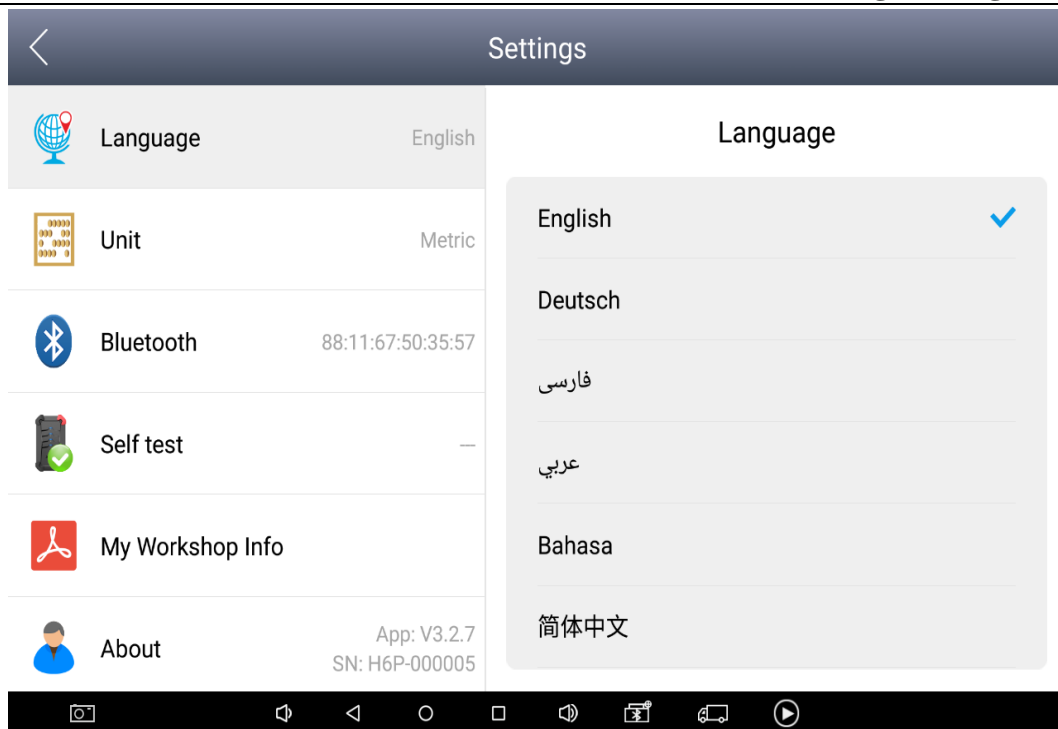 Settings
Language English
Unit Metric
Bluetooth 88:11:67:50:35:57
Self test —
My Workshop Info
About App: V3.2.7
SN: H6P-000005
Language
English
Deutsch
فارسی
عربي
Bahasa
简体中文